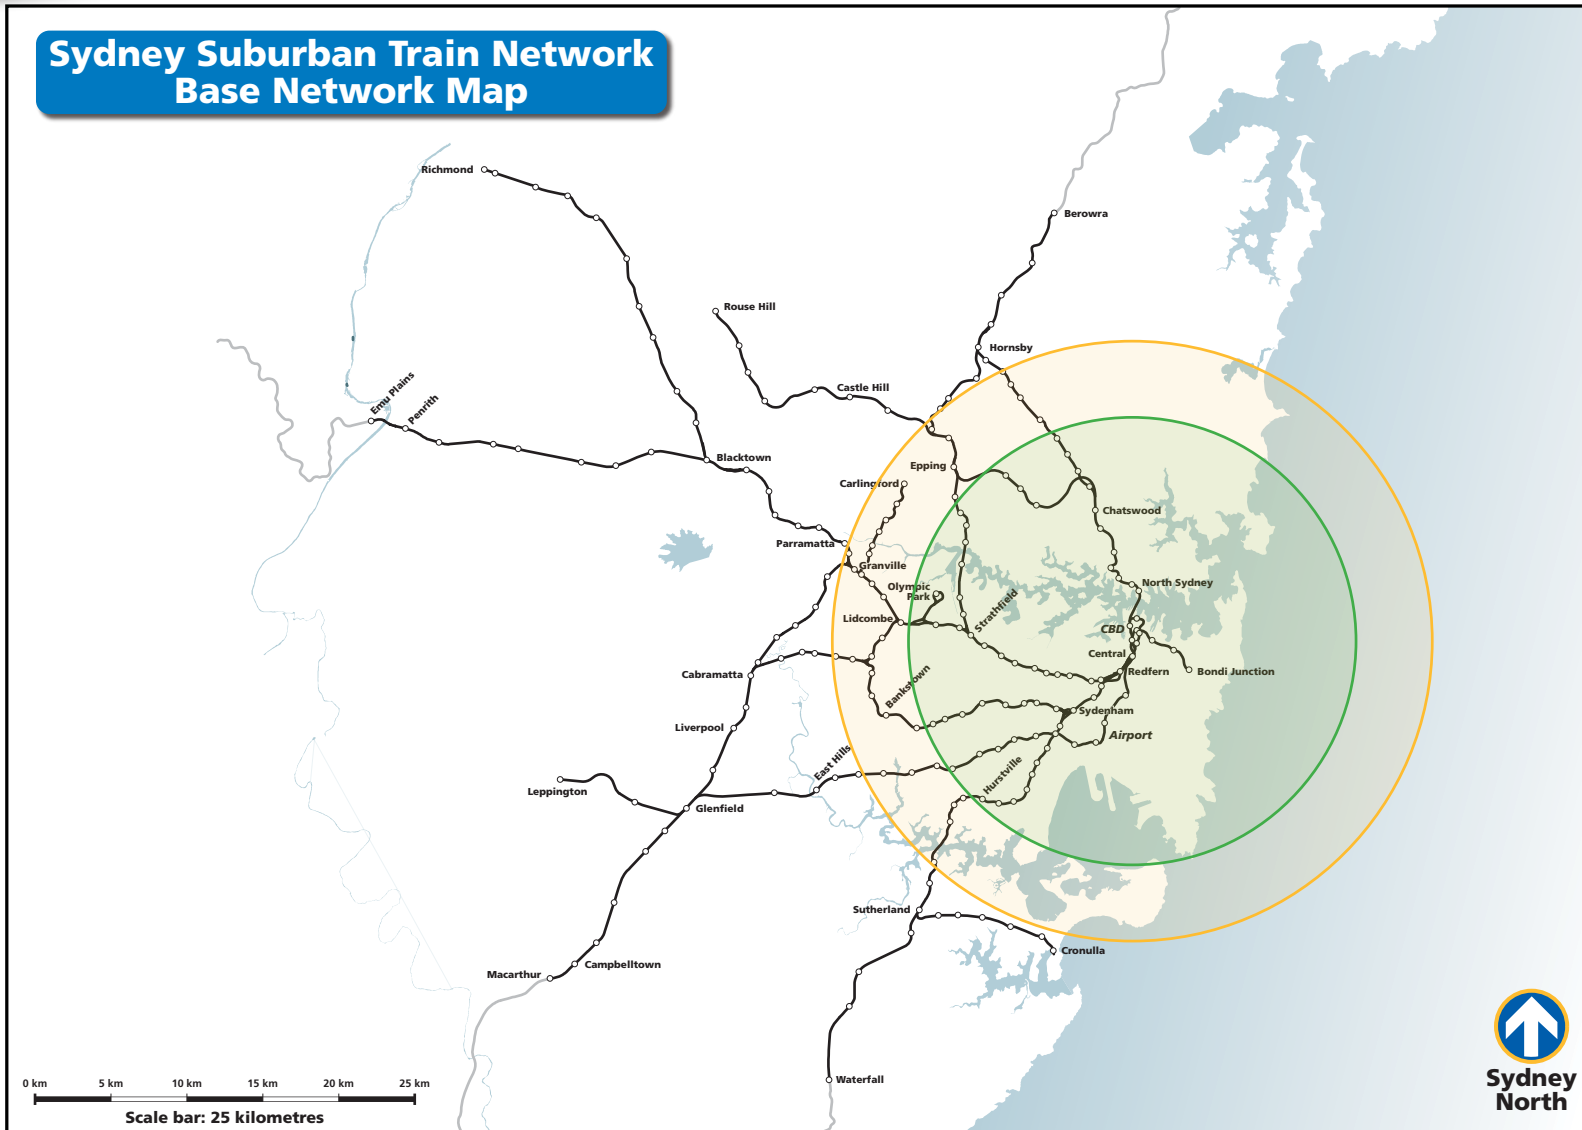 Sydney Suburban Train Network
Base Network Map
Richmond
Berowra
Rouse Hill
Hornsby
Castle Hill
Emu Plains
Penrith
Blacktown
Epping
Carlingford
Chatswood
Parramatta
Granville
Olympic
Park
North Sydney
Lidcombe
Strathfield
CBD
Central
Redfern
Bondi Junction
Cabramatta
Bankstown
Sydenham
Liverpool
Airport
East Hills
Hurstville
Leppington
Glenfield
Sutherland
Cronulla
Macarthur
Campbelltown
Waterfall
0 km
5 km
10 km
15 km
20 km
25 km
Scale bar: 25 kilometres
Sydney
North